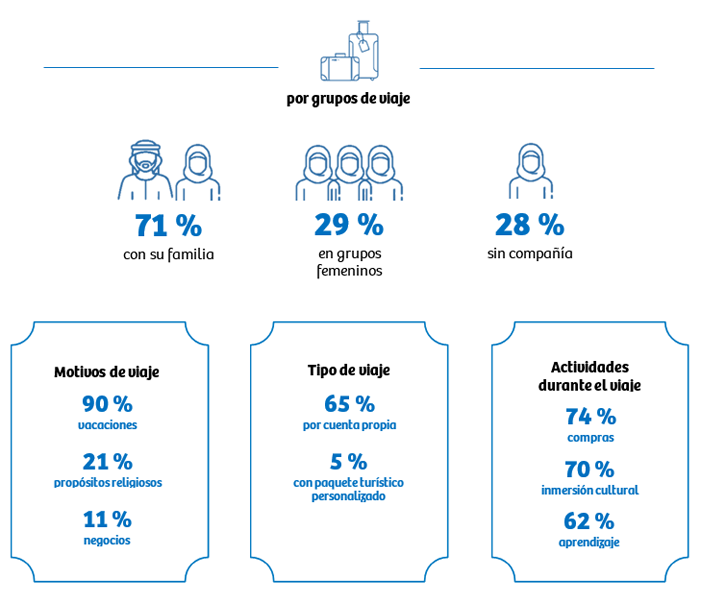 por grupos de viaje
71 %
con su familia
29 %
en grupos
femeninos
28 %
sin compañía
Motivos de viaje
90 %
vacaciones
21 %
propósitos religiosos
11 %
negocios
Tipo de viaje
65 %
por cuenta propia
5 %
con paquete turístico
personalizado
Actividades
durante el viaje
74 %
compras
70 %
inmersión cultural
62 %
aprendizaje